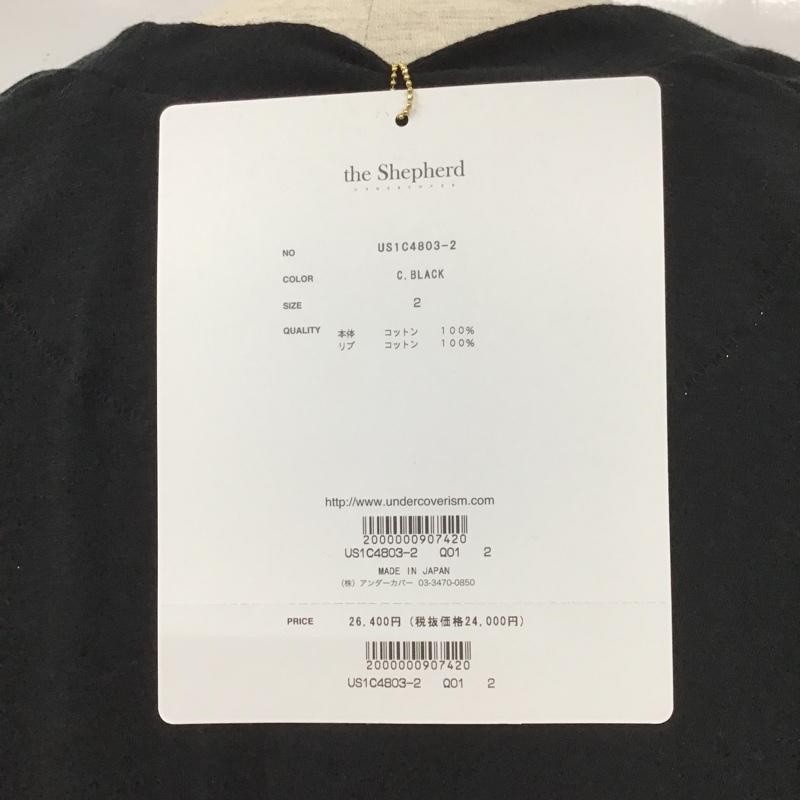 the Shepherd
UNDERCOVER
NO US1C4803-2
COLOR C.BLACK
SIZE 2
QUALITY 本体 コットン 100%
リブ コットン 100%
http://www.undercoverism.com
2000000907420
US1C4803-2 Q01 2
MADE IN JAPAN
(株) アンダーカバー 03-3470-0850
PRICE 26,400円 (税抜価格24,000円)
2000000907420
US1C4803-2 Q01 2